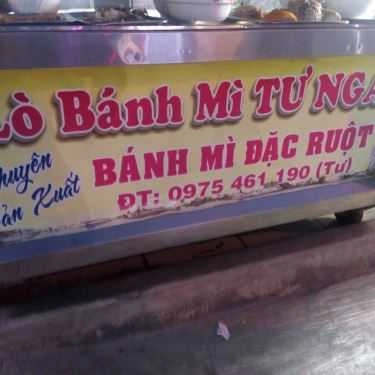 Lò Bánh Mì TƯ NGA
Chuyên
Sản Xuất
BÁNH MÌ ĐẶC RUỘT
ĐT: 0975 461 190 (Tư)